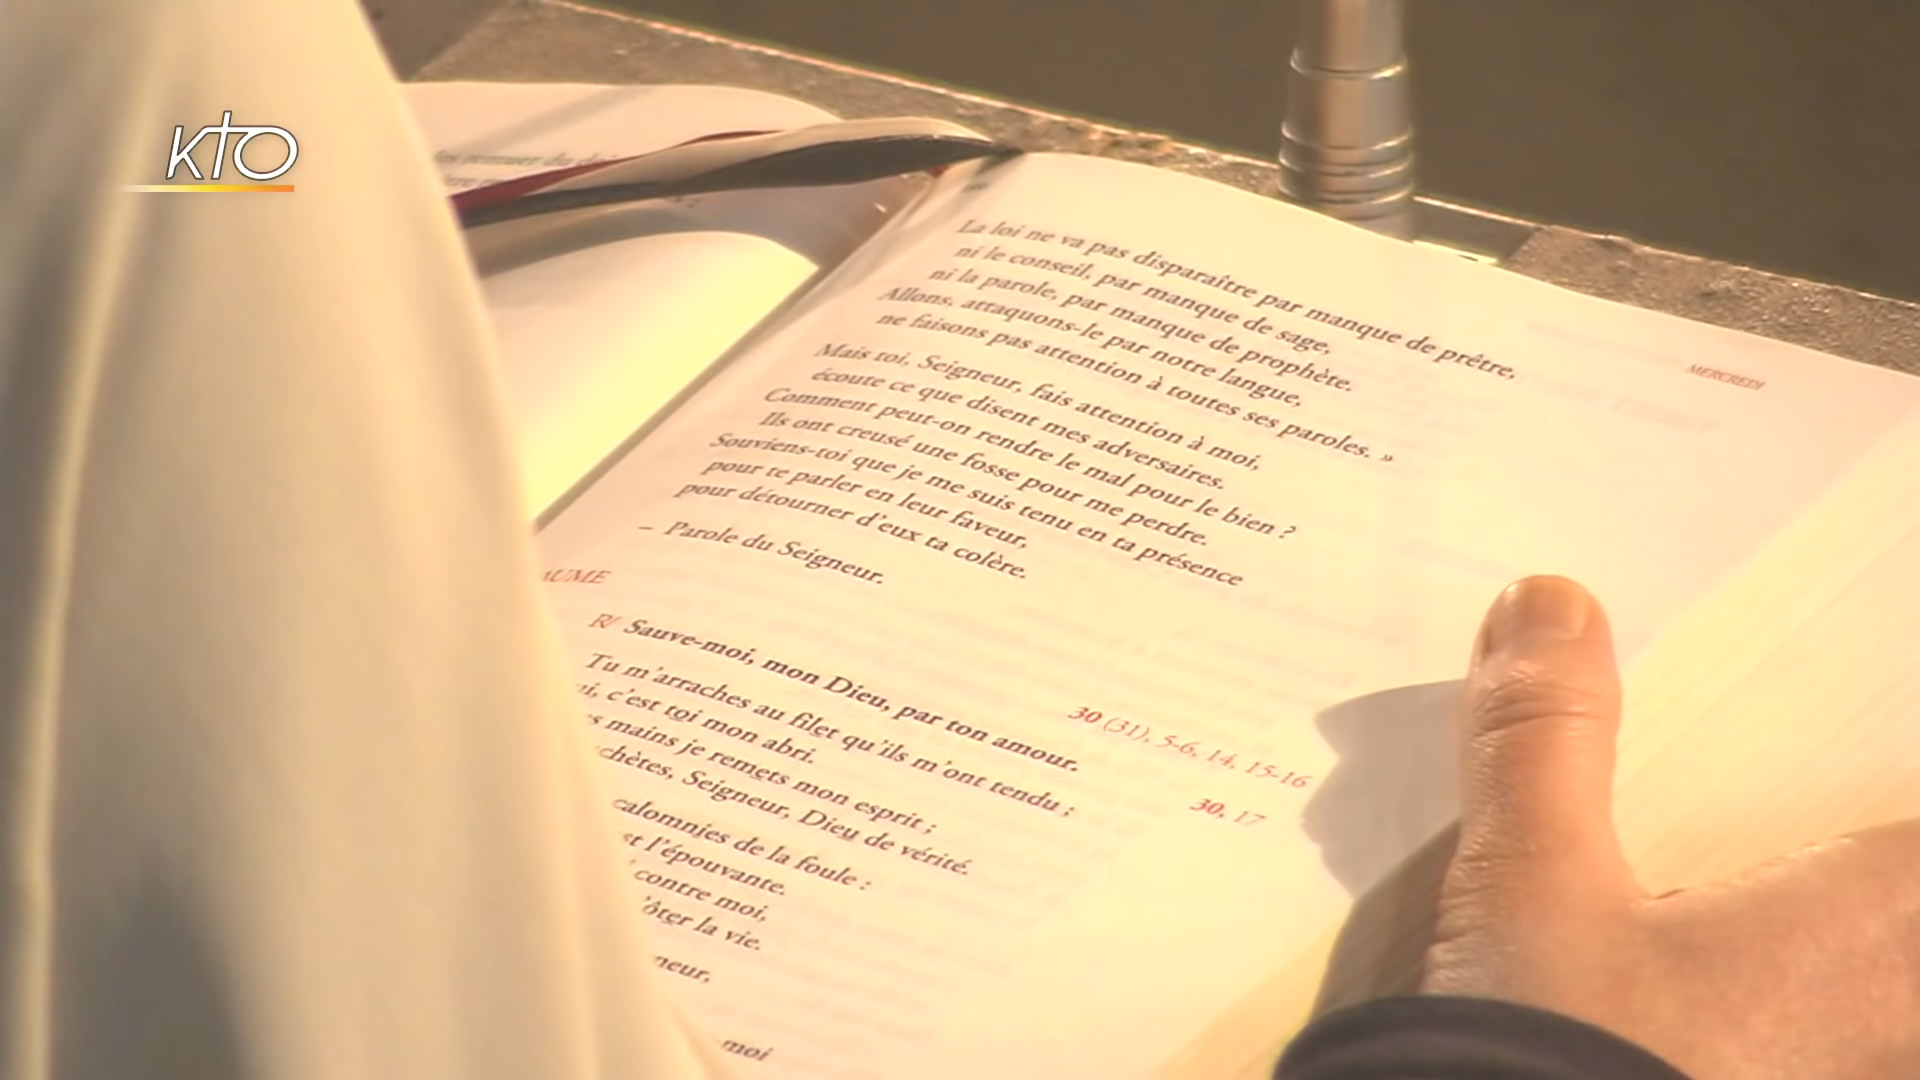 KTO
MERCREDI
La loi ne va pas disparaître par manque de prêtre,
ni le conseil, par manque de sage,
ni la parole, par manque de prophète.
Allons, attaquons-le par notre langue,
ne faisons pas attention à toutes ses paroles. »
Mais toi, Seigneur, fais attention à moi,
écoute ce que disent mes adversaires.
Comment peut-on rendre le mal pour le bien ?
Ils ont creusé une fosse pour me perdre.
Souviens-toi que je me suis tenu en ta présence
pour te parler en leur faveur,
pour détourner d'eux ta colère.
– Parole du Seigneur.
AUME
30 (31), 5-6, 14, 15-16
R/ Sauve-moi, mon Dieu, par ton amour.
30, 17
Tu m'arraches au filet qu'ils m'ont tendu ;
ui, c'est toi mon abri.
s mains je remets mon esprit ;
chètes, Seigneur, Dieu de vérité.
calomnies de la foule :
st l'épouvante.
contre moi,
'ôter la vie.
neur,
moi